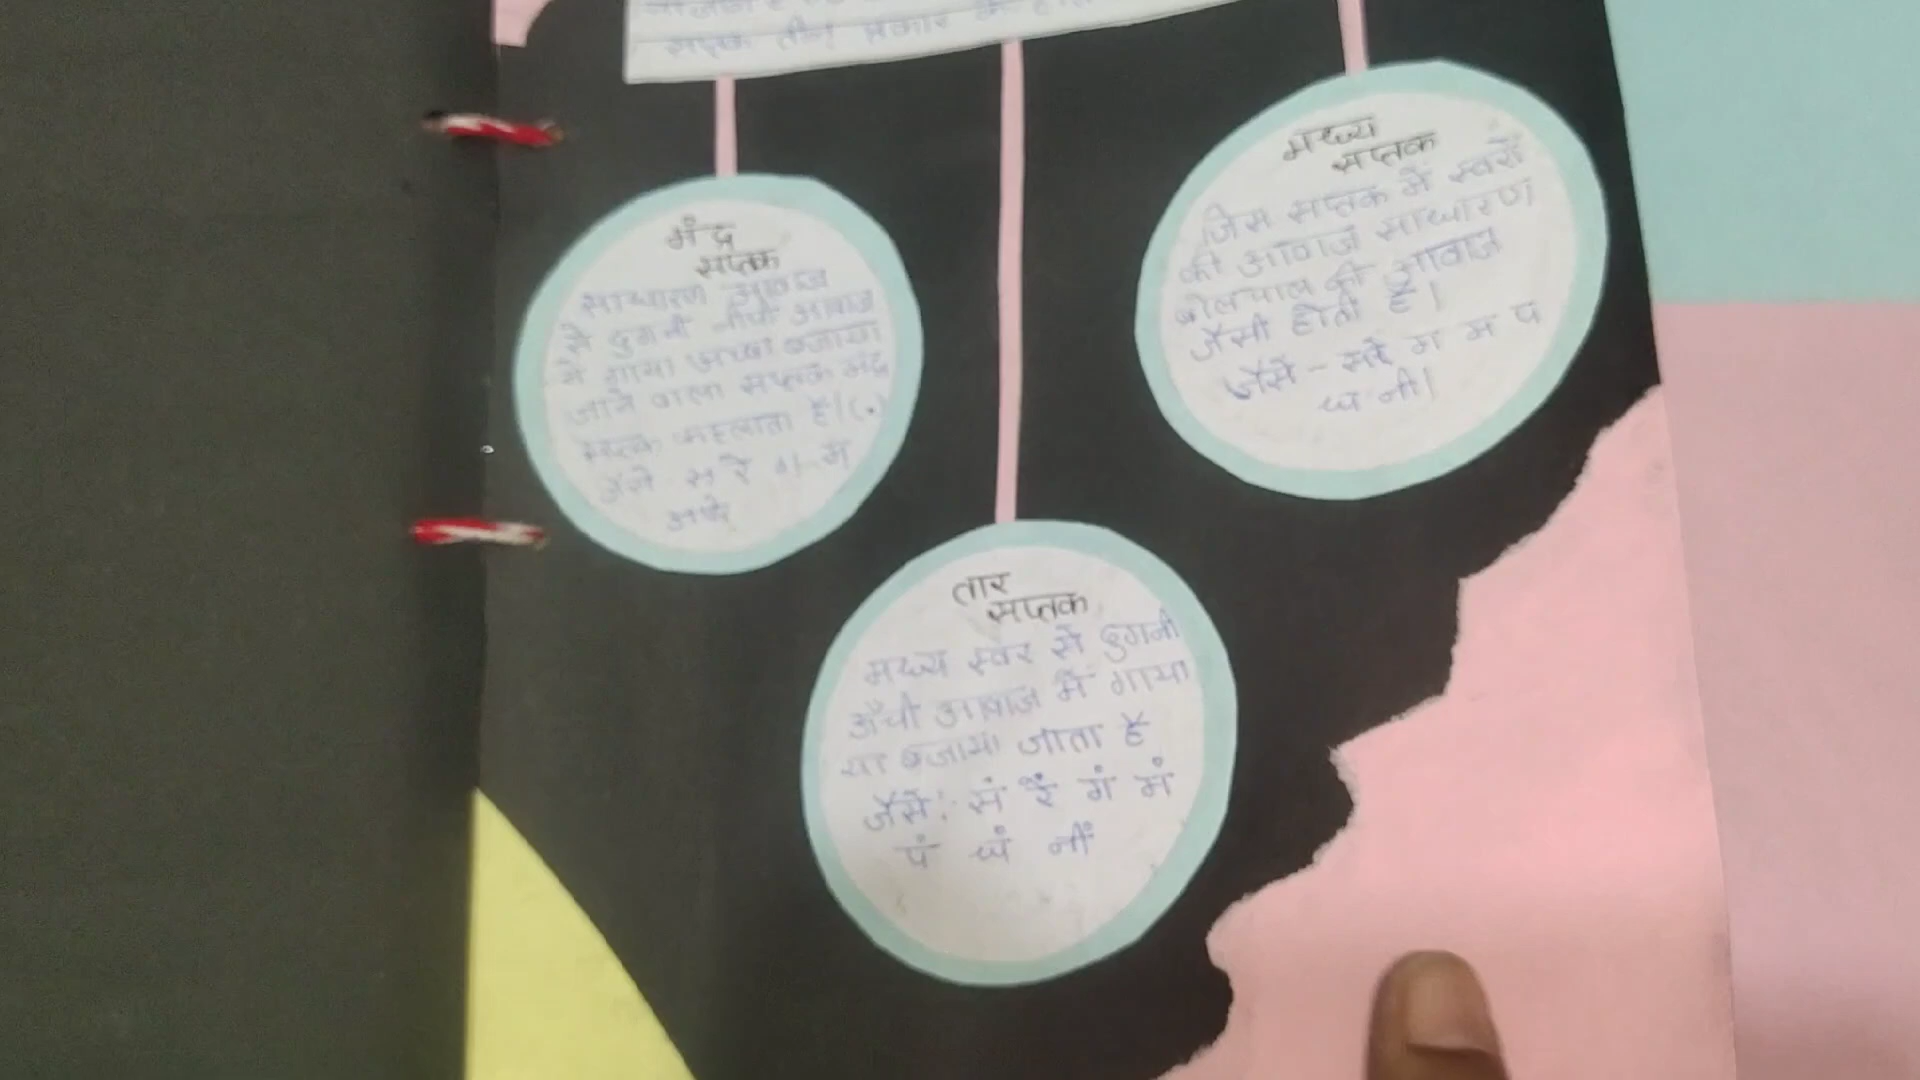 सप्तक तीन प्रकार के
मंद्र
सप्तक
साधारण आवाज
से दुगनी नीची आवाज
में गाया अथवा बजाया
जाने वाला सप्तक मंद्र
सप्तक कहलाता है।(.)
जैसे स रे ग म
तार
सप्तक
मध्य स्वर से दुगनी
ऊँची आवाज में गाया
या बजाया जाता है
जैसे: सं रें गं मं
पं धं नीं
मध्य
सप्तक
जिस सप्तक में स्वरों
की आवाज साधारण
बोलचाल की आवाज
जैसी होती है।
जैसे - स रे ग म प
ध नी।